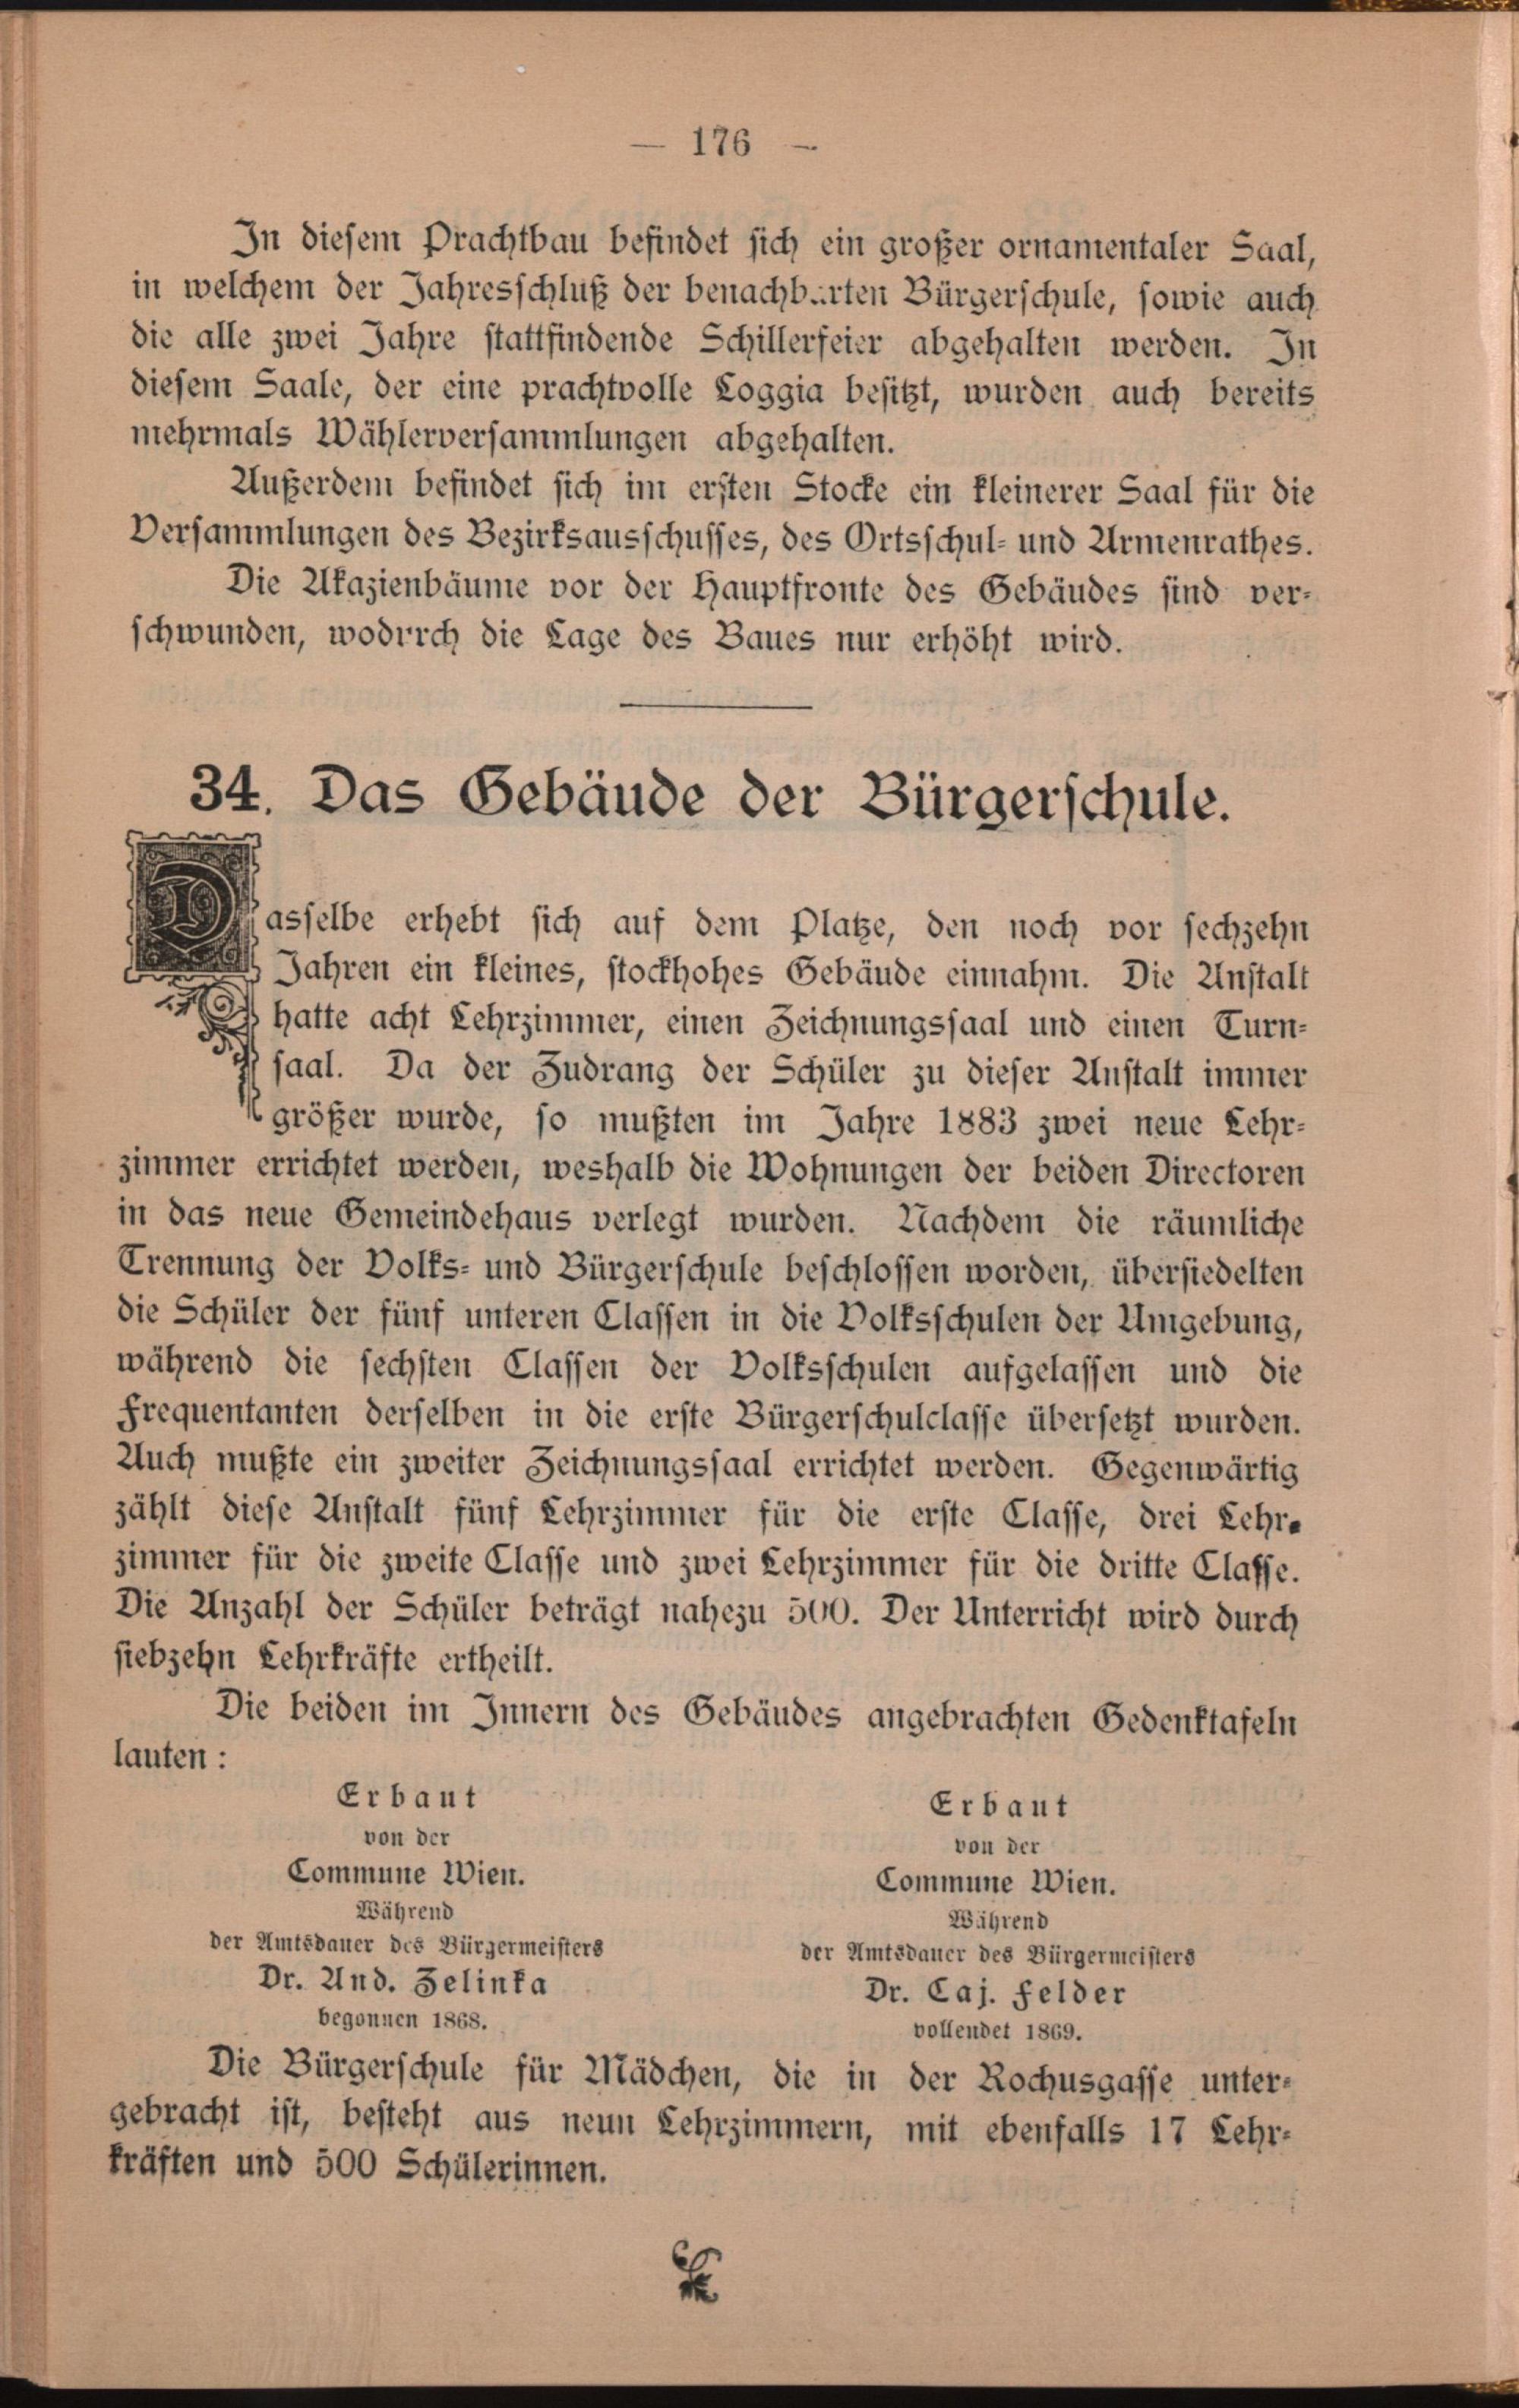 — 176 —
In diesem Prachtbau befindet sich ein großer ornamentaler Saal,
in welchem der Jahresschluß der benachbarten Bürgerschule, sowie auch
die alle zwei Jahre stattfindende Schillerfeier abgehalten werden. In
diesem Saale, der eine prachtvolle Loggia besitzt, wurden auch bereits
mehrmals Wählerversammlungen abgehalten.
Außerdem befindet sich im ersten Stocke ein kleinerer Saal für die
Versammlungen des Bezirksausschusses, des Ortsschul- und Armenrathes.
Die Akazienbäume vor der Hauptfronte des Gebäudes sind ver-
schwunden, wodrrch die Lage des Baues nur erhöht wird.
34. Das Gebäude der Bürgerschule.
Dasselbe erhebt sich auf dem Platze, den noch vor sechzehn
Jahren ein kleines, stockhohes Gebäude einnahm. Die Anstalt
hatte acht Lehrzimmer, einen Zeichnungssaal und einen Turn-
saal. Da der Zudrang der Schüler zu dieser Anstalt immer
größer wurde, so mußten im Jahre 1883 zwei neue Lehr-
zimmer errichtet werden, weshalb die Wohnungen der beiden Directoren
in das neue Gemeindehaus verlegt wurden. Nachdem die räumliche
Trennung der Volks- und Bürgerschule beschlossen worden, übersiedelten
die Schüler der fünf unteren Classen in die Volksschulen der Umgebung,
während die sechsten Classen der Volksschulen aufgelassen und die
Frequentanten derselben in die erste Bürgerschulclasse übersetzt wurden.
Auch mußte ein zweiter Zeichnungssaal errichtet werden. Gegenwärtig
zählt diese Anstalt fünf Lehrzimmer für die erste Classe, drei Lehr-
zimmer für die zweite Classe und zwei Lehrzimmer für die dritte Classe.
Die Anzahl der Schüler beträgt nahezu 500. Der Unterricht wird durch
siebzehn Lehrkräfte ertheilt.
Die beiden im Innern des Gebäudes angebrachten Gedenktafeln
lauten:
Erbaut
von der
Commune Wien.
Während
der Amtsdauer des Bürgermeisters
Dr. And. Zelinka
begonnen 1868.
Erbaut
von der
Commune Wien.
Während
der Amtsdauer des Bürgermeisters
Dr. Caj. Felder
vollendet 1869.
Die Bürgerschule für Mädchen, die in der Rochusgasse unter-
gebracht ist, besteht aus neun Lehrzimmern, mit ebenfalls 17 Lehr-
kräften und 500 Schülerinnen.